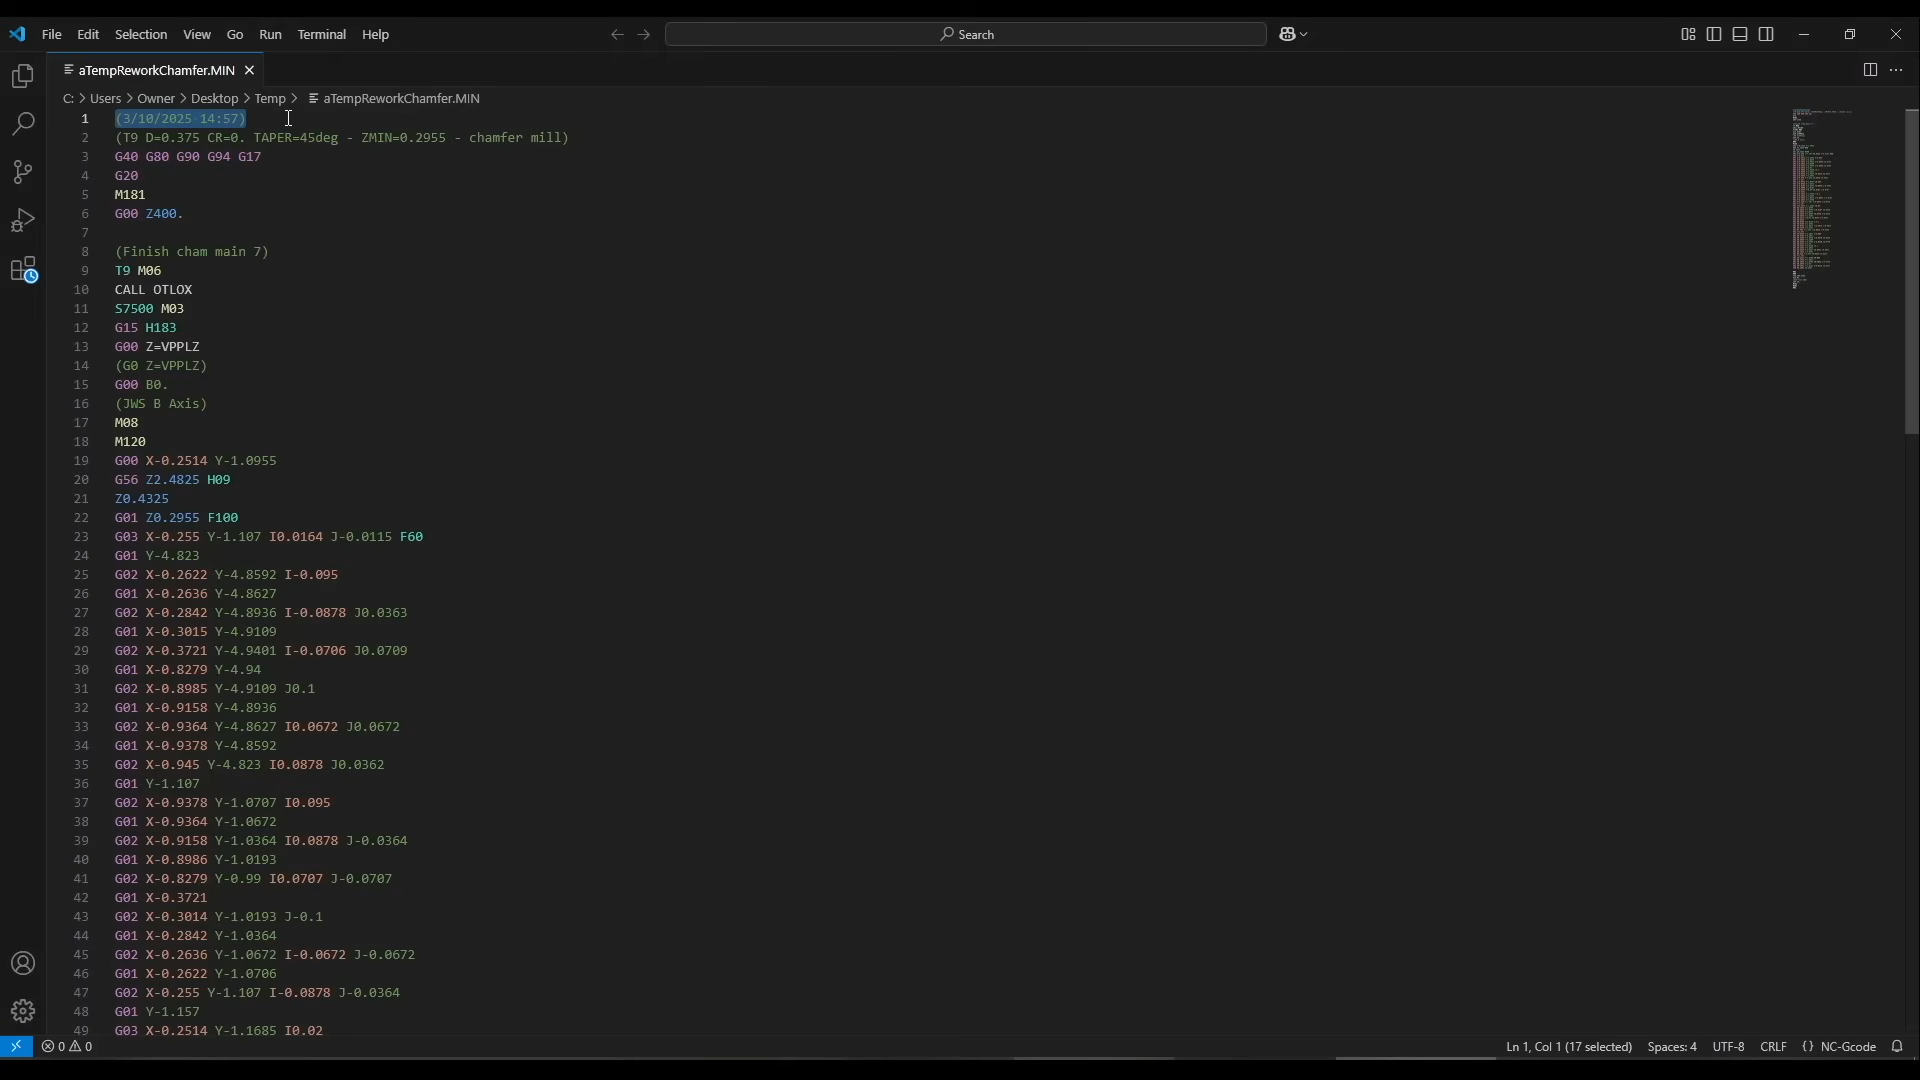 File Edit Selection View Go Run Terminal Help
Search
aTempReworkChamfer.MIN
C: > Users > Owner > Desktop > Temp > aTempReworkChamfer.MIN
1 (3/10/2025 14:57)
2 (T9 D=0.375 CR=0. TAPER=45deg - ZMIN=0.2955 - chamfer mill)
3 G40 G80 G90 G94 G17
4 G20
5 M181
6 G00 Z400.
7
8 (Finish cham main 7)
9 T9 M06
10 CALL OTLOX
11 S7500 M03
12 G15 H183
13 G00 Z=VPPLZ
14 (G0 Z=VPPLZ)
15 G00 B0.
16 (JWS B Axis)
17 M08
18 M120
19 G00 X-0.2514 Y-1.0955
20 G56 Z2.4825 H09
21 Z0.4325
22 G01 Z0.2955 F100
23 G03 X-0.255 Y-1.107 I0.0164 J-0.0115 F60
24 G01 Y-4.823
25 G02 X-0.2622 Y-4.8592 I-0.095
26 G01 X-0.2636 Y-4.8627
27 G02 X-0.2842 Y-4.8936 I-0.0878 J0.0363
28 G01 X-0.3015 Y-4.9109
29 G02 X-0.3721 Y-4.9401 I-0.0706 J0.0709
30 G01 X-0.8279 Y-4.94
31 G02 X-0.8985 Y-4.9109 J0.1
32 G01 X-0.9158 Y-4.8936
33 G02 X-0.9364 Y-4.8627 I0.0672 J0.0672
34 G01 X-0.9378 Y-4.8592
35 G02 X-0.945 Y-4.823 I0.0878 J0.0362
36 G01 Y-1.107
37 G02 X-0.9378 Y-1.0707 I0.095
38 G01 X-0.9364 Y-1.0672
39 G02 X-0.9158 Y-1.0364 I0.0878 J-0.0364
40 G01 X-0.8986 Y-1.0193
41 G02 X-0.8279 Y-0.99 I0.0707 J-0.0707
42 G01 X-0.3721
43 G02 X-0.3014 Y-1.0193 J-0.1
44 G01 X-0.2842 Y-1.0364
45 G02 X-0.2636 Y-1.0672 I-0.0672 J-0.0672
46 G01 X-0.2622 Y-1.0706
47 G02 X-0.255 Y-1.107 I-0.0878 J-0.0364
48 G01 Y-1.157
49 G03 X-0.2514 Y-1.1685 I0.02
0 0 Ln 1, Col 1 (17 selected) Spaces: 4 UTF-8 CRLF {} NC-Gcode